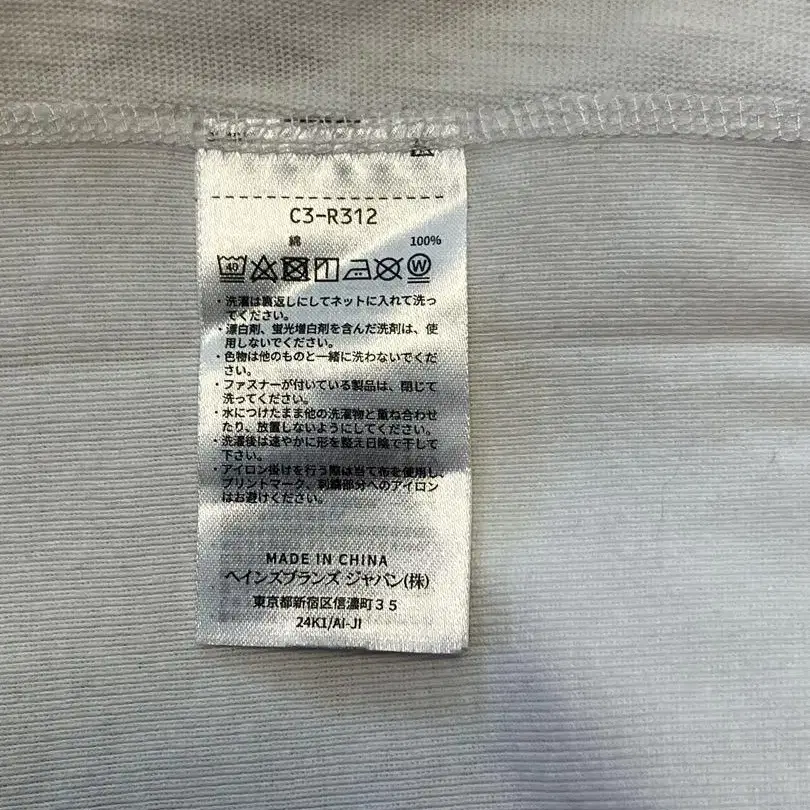 C3-R312
綿 100%
40
W
・洗濯は裏返しにしてネットに入れて洗っ
てください。
・漂白剤、蛍光増白剤を含んだ洗剤は、使
用しないでください。
・色物は他のものと一緒に洗わないでくだ
さい。
・ファスナーが付いている製品は、閉じて
洗ってください。
・水につけたまま他の洗濯物と重ね合わせ
たり、放置しないようにしてください。
・洗濯後は速やかに形を整え日陰で干して
下さい。
・アイロン掛けを行う際は当て布を使用し、
プリントマーク、刺繍部分へのアイロン
はお避けください。
MADE IN CHINA
ヘインズブランズ ジャパン(株)
東京都新宿区信濃町35
24K1/AI-JI